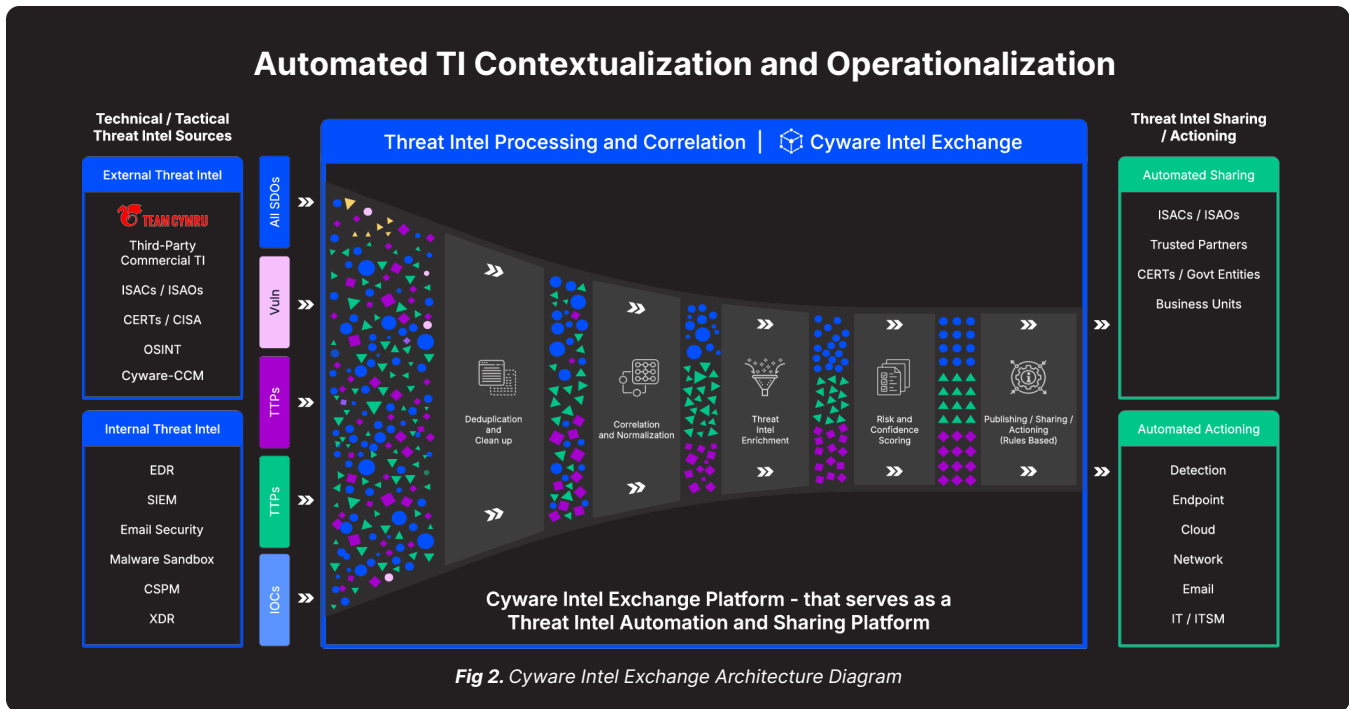 Automated TI Contextualization and Operationalization
Technical / Tactical
Threat Intel Sources
External Threat Intel
TEAM CYMRU
Third-Party
Commercial TI
ISACs / ISAOs
CERTs / CISA
OSINT
Cyware-CCM
Internal Threat Intel
EDR
SIEM
Email Security
Malware Sandbox
CSPM
XDR
All SDOs
Vuln
TTPs
TTPs
IOCs
Threat Intel Processing and Correlation | Cyware Intel Exchange
Deduplication
and
Clean up
Correlation
and Normalization
Threat
Intel
Enrichment
Risk and
Confidence
Scoring
Publishing / Sharing /
Actioning
(Rules Based)
Cyware Intel Exchange Platform - that serves as a
Threat Intel Automation and Sharing Platform
Threat Intel Sharing
/ Actioning
Automated Sharing
ISACs / ISAOs
Trusted Partners
CERTs / Govt Entities
Business Units
Automated Actioning
Detection
Endpoint
Cloud
Network
Email
IT / ITSM
Fig 2. Cyware Intel Exchange Architecture Diagram